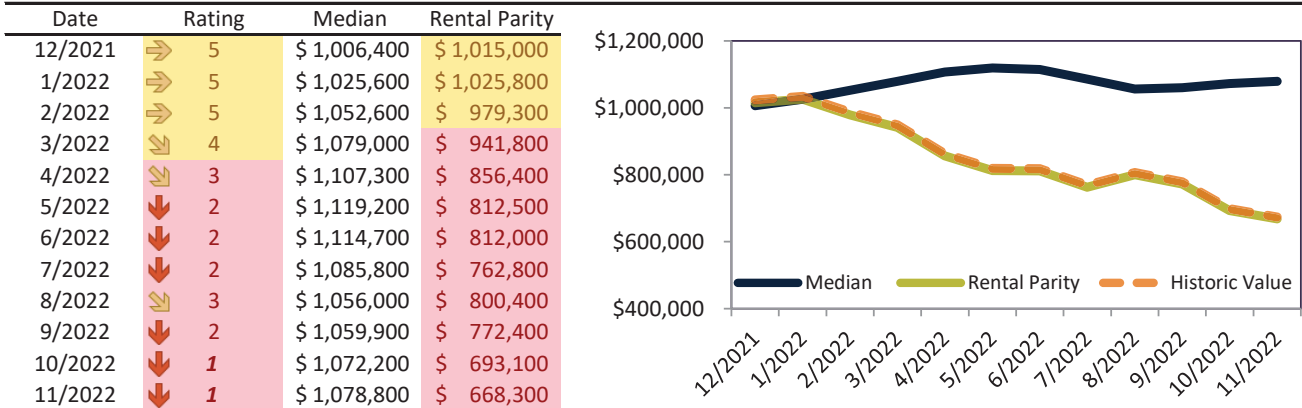 Date Rating Median Rental Parity
12/2021 5 $ 1,006,400 $ 1,015,000
1/2022 5 $ 1,025,600 $ 1,025,800
2/2022 5 $ 1,052,600 $ 979,300
3/2022 4 $ 1,079,000 $ 941,800
4/2022 3 $ 1,107,300 $ 856,400
5/2022 2 $ 1,119,200 $ 812,500
6/2022 2 $ 1,114,700 $ 812,000
7/2022 2 $ 1,085,800 $ 762,800
8/2022 3 $ 1,056,000 $ 800,400
9/2022 2 $ 1,059,900 $ 772,400
10/2022 1 $ 1,072,200 $ 693,100
11/2022 1 $ 1,078,800 $ 668,300
$1,200,000
$1,000,000
$800,000
$600,000
$400,000
Median Rental Parity Historic Value
12/2021 1/2022 2/2022 3/2022 4/2022 5/2022 6/2022 7/2022 8/2022 9/2022 10/2022 11/2022